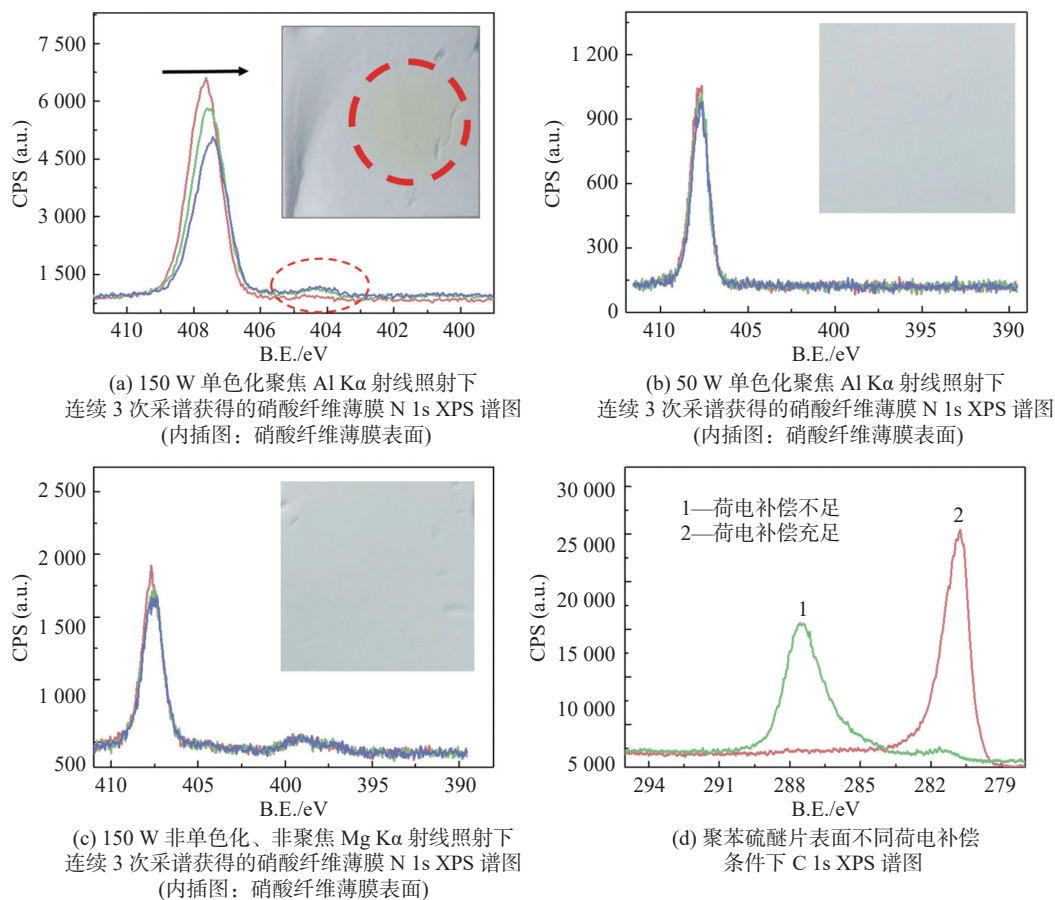 7 500
6 000
4 500
3 000
1 500
CPS (a.u.)
410
408
406
404
402
400
B.E./eV
(a) 150 W 单色化聚焦 Al Kα 射线照射下
连续 3 次采谱获得的硝酸纤维薄膜 N 1s XPS 谱图
(内插图：硝酸纤维薄膜表面)
1 200
900
600
300
0
CPS (a.u.)
410
405
400
395
390
B.E./eV
(b) 50 W 单色化聚焦 Al Kα 射线照射下
连续 3 次采谱获得的硝酸纤维薄膜 N 1s XPS 谱图
(内插图：硝酸纤维薄膜表面)
2 500
2 000
1 500
1 000
500
CPS (a.u.)
410
405
400
395
390
B.E./eV
(c) 150 W 非单色化、非聚焦 Mg Kα 射线照射下
连续 3 次采谱获得的硝酸纤维薄膜 N 1s XPS 谱图
(内插图：硝酸纤维薄膜表面)
30 000
25 000
20 000
15 000
10 000
5 000
CPS (a.u.)
1—荷电补偿不足
2—荷电补偿充足
1
2
294
291
288
287
282
281
279
B.E./eV
(d) 聚苯硫醚片表面不同荷电补偿
条件下 C 1s XPS 谱图